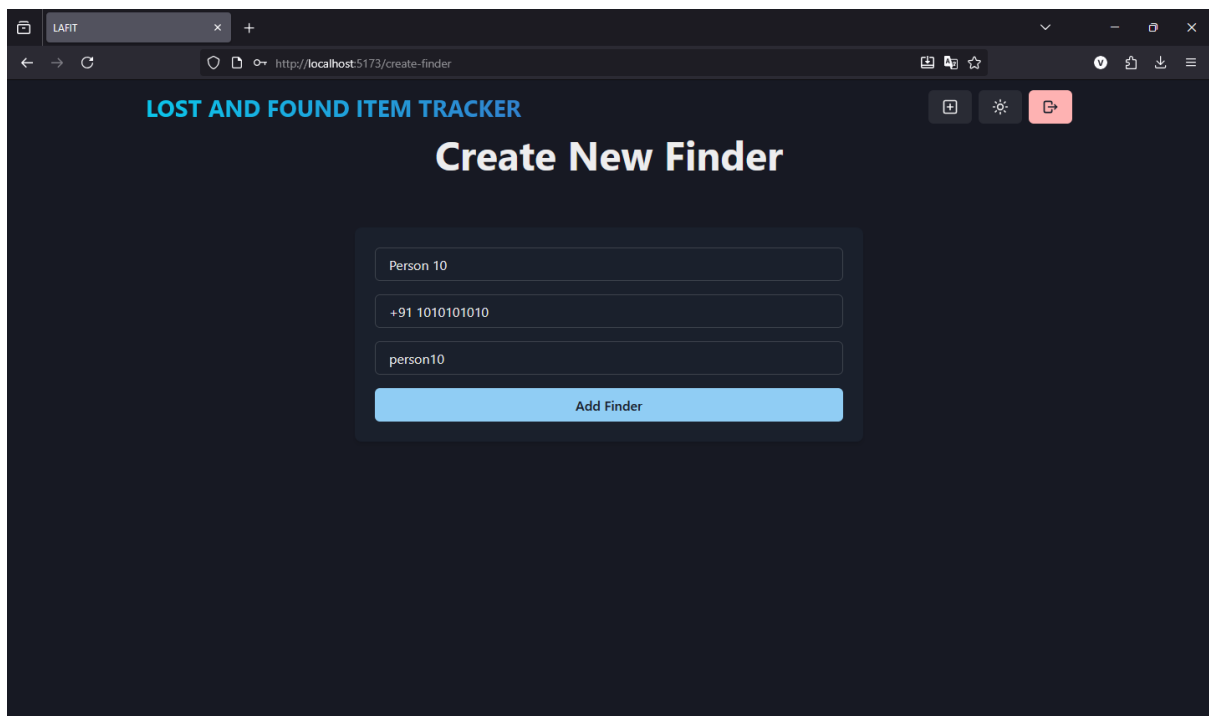 LAFIT
http://localhost:5173/create-finder
V
LOST AND FOUND ITEM TRACKER
Create New Finder
Person 10
+91 1010101010
person10
Add Finder